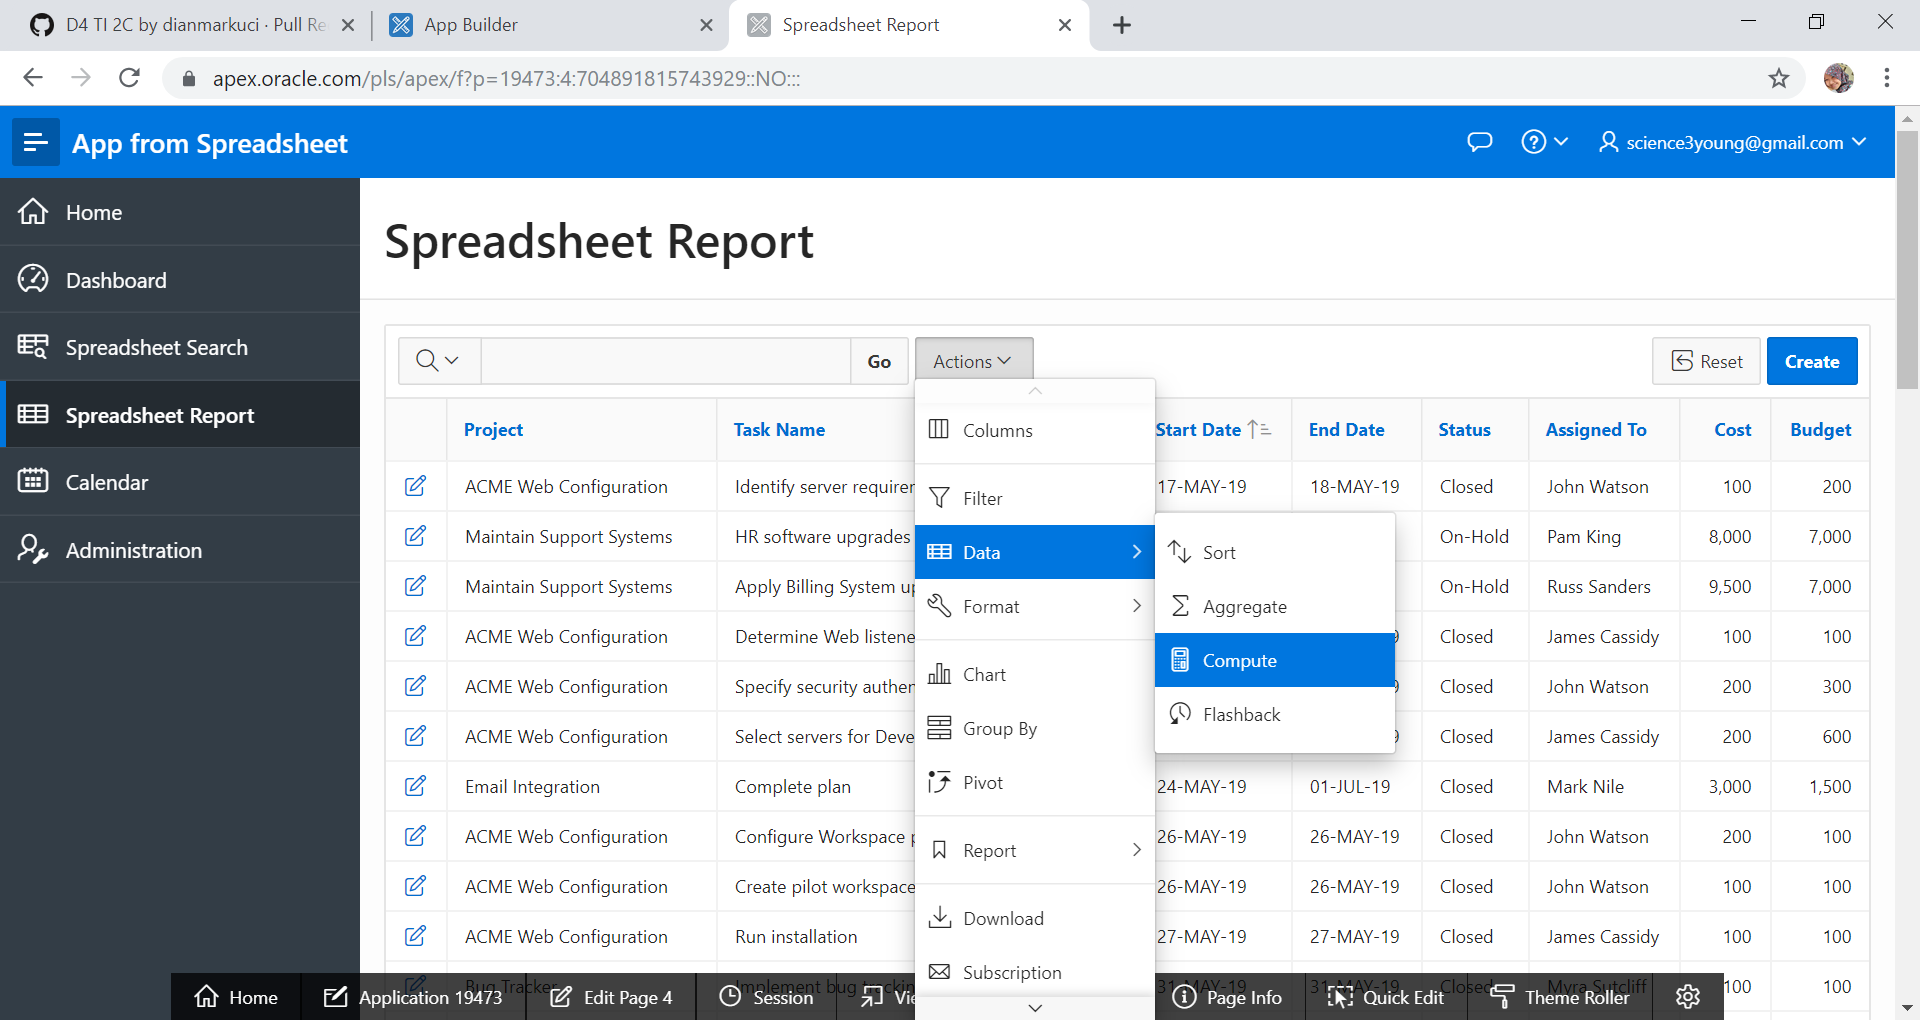 D4 TI 2C by dianmarkuci · Pull Re
App Builder
Spreadsheet Report
apex.oracle.com/pls/apex/f?p=19473:4:704891815743929::NO:::
App from Spreadsheet
science3young@gmail.com
Home
Dashboard
Spreadsheet Search
Spreadsheet Report
Calendar
Administration
Spreadsheet Report
Go
Actions
Reset
Create
Project Task Name Start Date End Date Status Assigned To Cost Budget
ACME Web Configuration Identify server requirer 17-MAY-19 18-MAY-19 Closed John Watson 100 200
Maintain Support Systems HR software upgrades On-Hold Pam King 8,000 7,000
Maintain Support Systems Apply Billing System up On-Hold Russ Sanders 9,500 7,000
ACME Web Configuration Determine Web listene 9 Closed James Cassidy 100 100
ACME Web Configuration Specify security authen 9 Closed John Watson 200 300
ACME Web Configuration Select servers for Deve 9 Closed James Cassidy 200 600
Email Integration Complete plan 24-MAY-19 01-JUL-19 Closed Mark Nile 3,000 1,500
ACME Web Configuration Configure Workspace p 26-MAY-19 26-MAY-19 Closed John Watson 200 100
ACME Web Configuration Create pilot workspace 26-MAY-19 26-MAY-19 Closed John Watson 100 100
ACME Web Configuration Run installation 27-MAY-19 27-MAY-19 Closed James Cassidy 100 100
Bug Tracker Implement bug trackin 31-MAY-19 31-MAY-19 Closed Myra Sutcliff 100 100
Columns
Filter
Data
Format
Chart
Group By
Pivot
Report
Download
Subscription
Sort
Aggregate
Compute
Flashback
Home
Application 19473
Edit Page 4
Session
Vie
Page Info
Quick Edit
Theme Roller